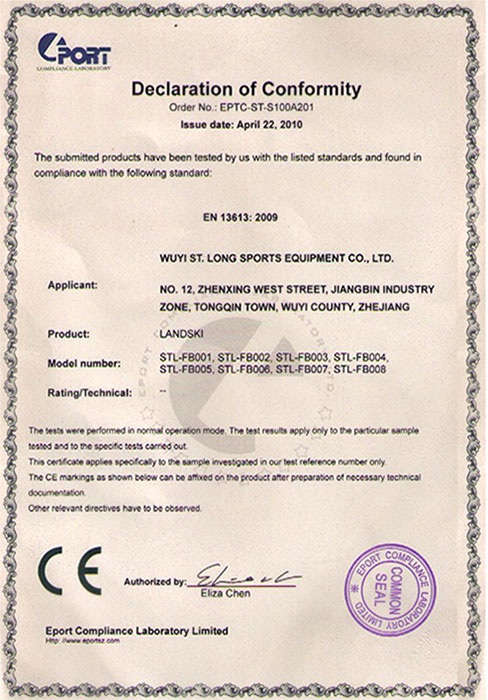 EPORT
COMPLIANCE LABORATORY
Declaration of Conformity
Order No.: EPTC-ST-S100A201
Issue date: April 22, 2010
The submitted products have been tested by us with the listed standards and found in
compliance with the following standard:
EN 13613: 2009
WUYI ST. LONG SPORTS EQUIPMENT CO., LTD.
Applicant:
NO. 12, ZHENXING WEST STREET, JIANGBIN INDUSTRY
ZONE, TONGQIN TOWN, WUYI COUNTY, ZHEJIANG
Product: LANDSKI
Model number: STL-FB001, STL-FB002, STL-FB003, STL-FB004,
STL-FB005, STL-FB006, STL-FB007, STL-FB008
Rating/Technical: --
The tests were performed in normal operation mode. The test results apply only to the particular sample
tested and to the specific tests carried out.
This certificate applies specifically to the sample investigated in our test reference number only.
The CE markings as shown below can be affixed on the product after preparation of necessary technical
documentation.
Other relevant directives have to be observed.
CE
Authorized by:
Eliza Chen
EPORT COMPLIANCE LABORATORY LIMITED
COMMON
SEAL
Eport Compliance Laboratory Limited
Http://www.eportsz.com